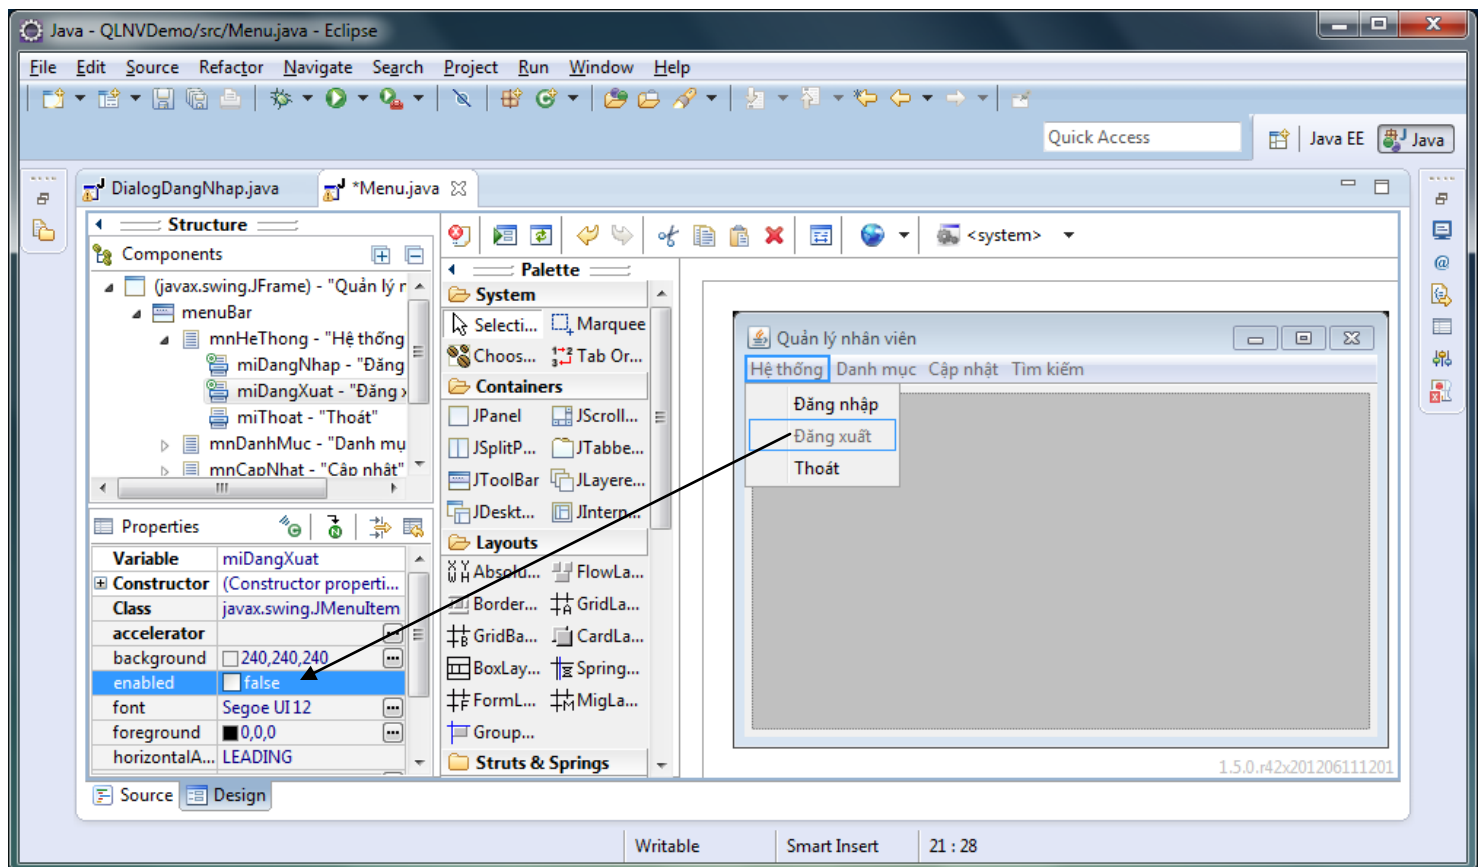 Java - QLNVDemo/src/Menu.java - Eclipse
File Edit Source Refactor Navigate Search Project Run Window Help
Quick Access
Java EE
Java
DialogDangNhap.java
*Menu.java
Structure
Components
(javax.swing.JFrame) - "Quản lý r
menuBar
mnHeThong - "Hệ thống
miDangNhap - "Đăng
miDangXuat - "Đăng x
miThoat - "Thoát"
mnDanhMuc - "Danh mụ
mnCapNhat - "Cập nhật"
Properties
Variable miDangXuat
Constructor (Constructor properti...
Class javax.swing.JMenuItem
accelerator
background 240,240,240
enabled false
font Segoe UI 12
foreground 0,0,0
horizontalA... LEADING
Source Design
<system>
Palette
System
Selecti... Marquee
Choos... Tab Or...
Containers
JPanel JScroll...
JSplitP... JTabbe...
JToolBar JLayere...
JDeskt... JIntern...
Layouts
Absolu... FlowLa...
Border... GridLa...
GridBa... CardLa...
BoxLay... Spring...
FormL... MigLa...
Group...
Struts & Springs
Quản lý nhân viên
Hệ thống Danh mục Cập nhật Tìm kiếm
Đăng nhập
Đăng xuất
Thoát
1.5.0.r42x201206111201
Writable Smart Insert 21 : 28